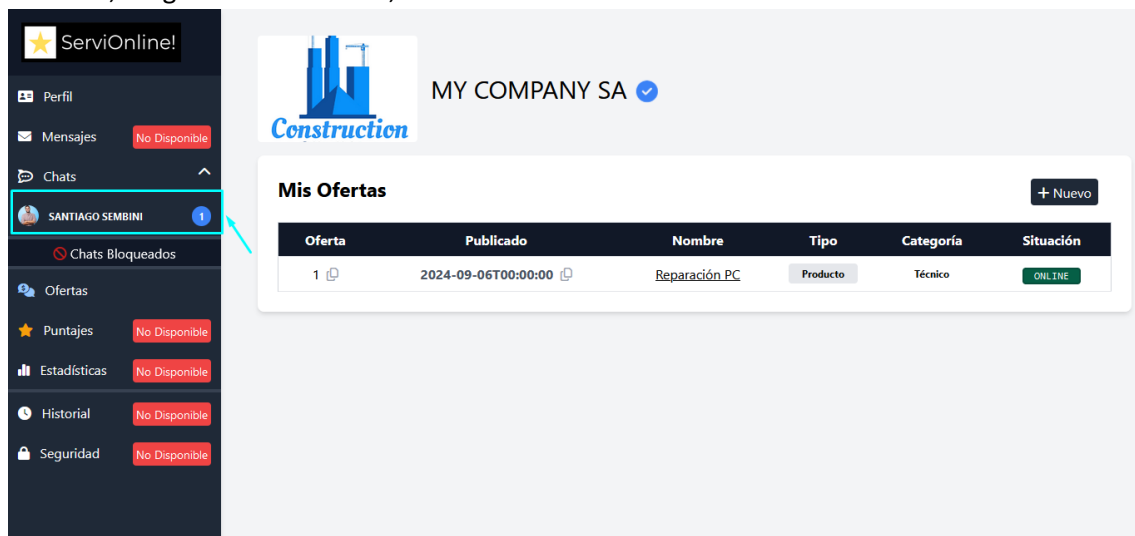 ServiOnline!
Perfil
Mensajes No Disponible
Chats
SANTIAGO SEMBINI 1
Chats Bloqueados
Ofertas
Puntajes No Disponible
Estadísticas No Disponible
Historial No Disponible
Seguridad No Disponible
Construction
MY COMPANY SA
Mis Ofertas
+ Nuevo
Oferta Publicado Nombre Tipo Categoría Situación
1 2024-09-06T00:00:00 Reparación PC Producto Técnico ONLINE